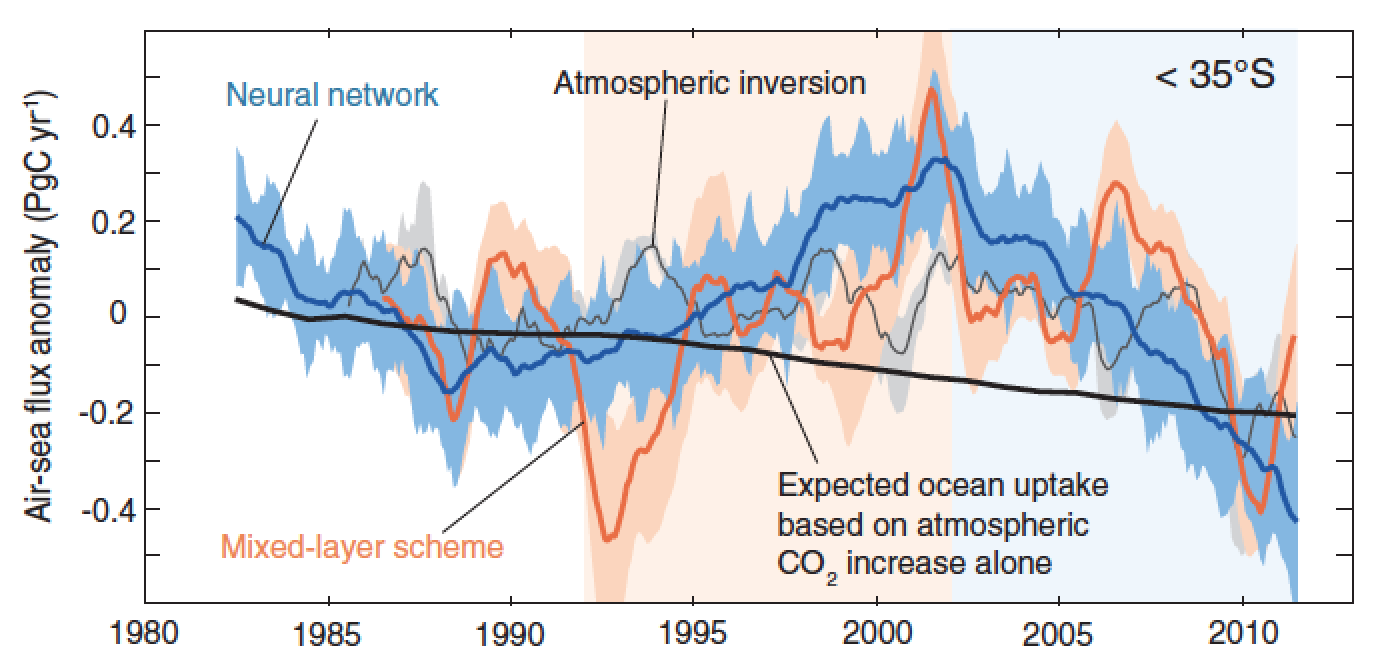 Air-sea flux anomaly (PgC yr⁻¹)
0.4
0.2
0
-0.2
-0.4
Neural network
Atmospheric inversion
< 35°S
Mixed-layer scheme
Expected ocean uptake
based on atmospheric
CO₂ increase alone
1980 1985 1990 1995 2000 2005 2010